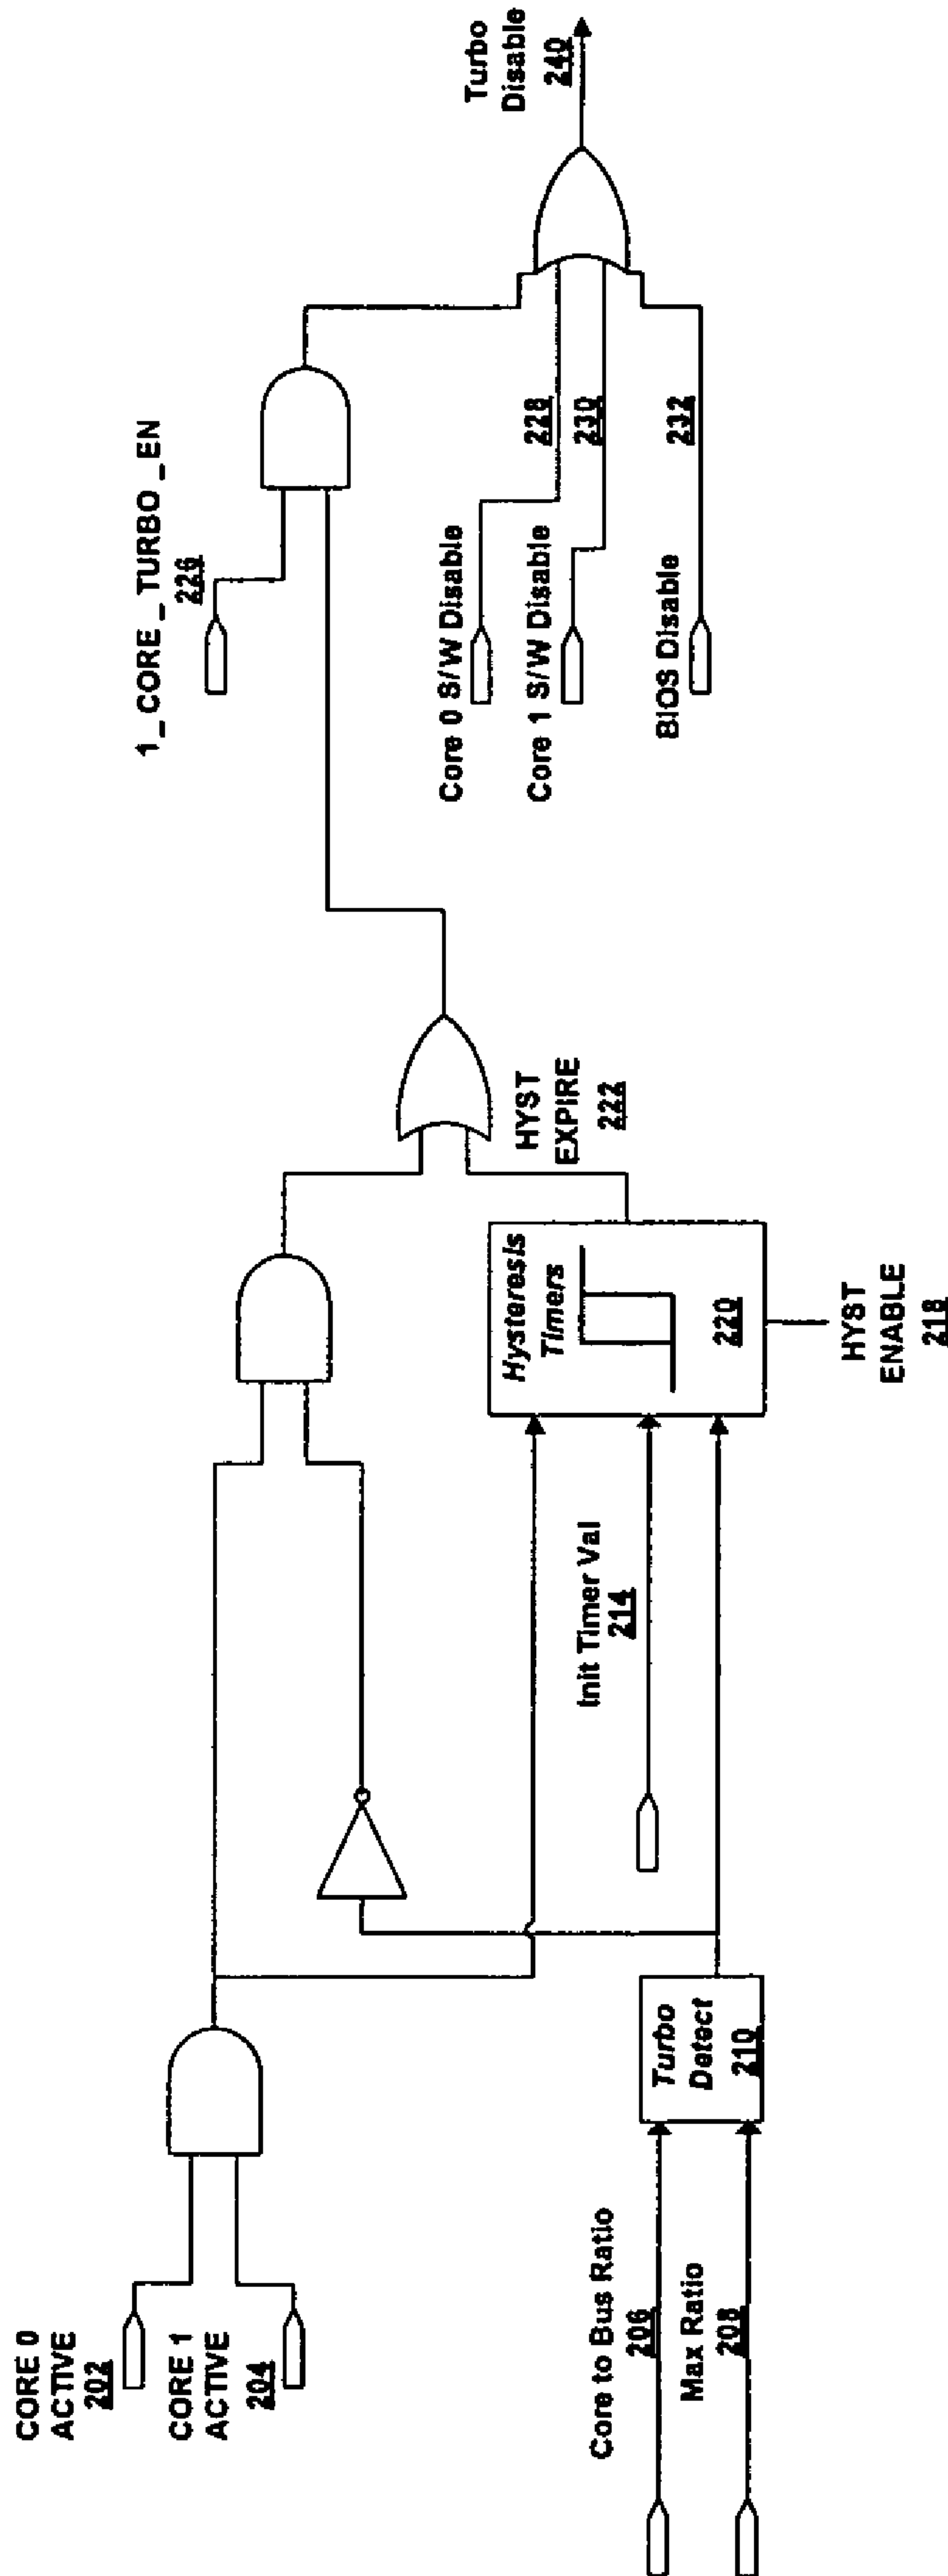 CORE 0
ACTIVE
202
CORE 1
ACTIVE
204
Core to Bus Ratio
206
Max Ratio
208
Turbo
Detect
210
Init Timer Val
214
Hysteresis
Timers
220
HYST
ENABLE
218
HYST
EXPIRE
222
1_CORE_TURBO_EN
226
Core 0 S/W Disable
228
Core 1 S/W Disable
230
BIOS Disable
232
Turbo
Disable
240